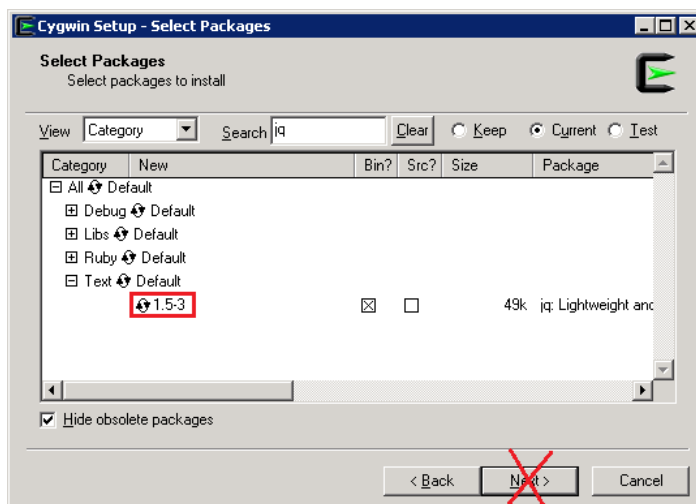 Cygwin Setup - Select Packages
Select Packages
Select packages to install
View Category Search jq Clear Keep Current Test
Category New Bin? Src? Size Package
All Default
Debug Default
Libs Default
Ruby Default
Text Default
1.5-3 49k jq: Lightweight and
Hide obsolete packages
< Back Next > Cancel